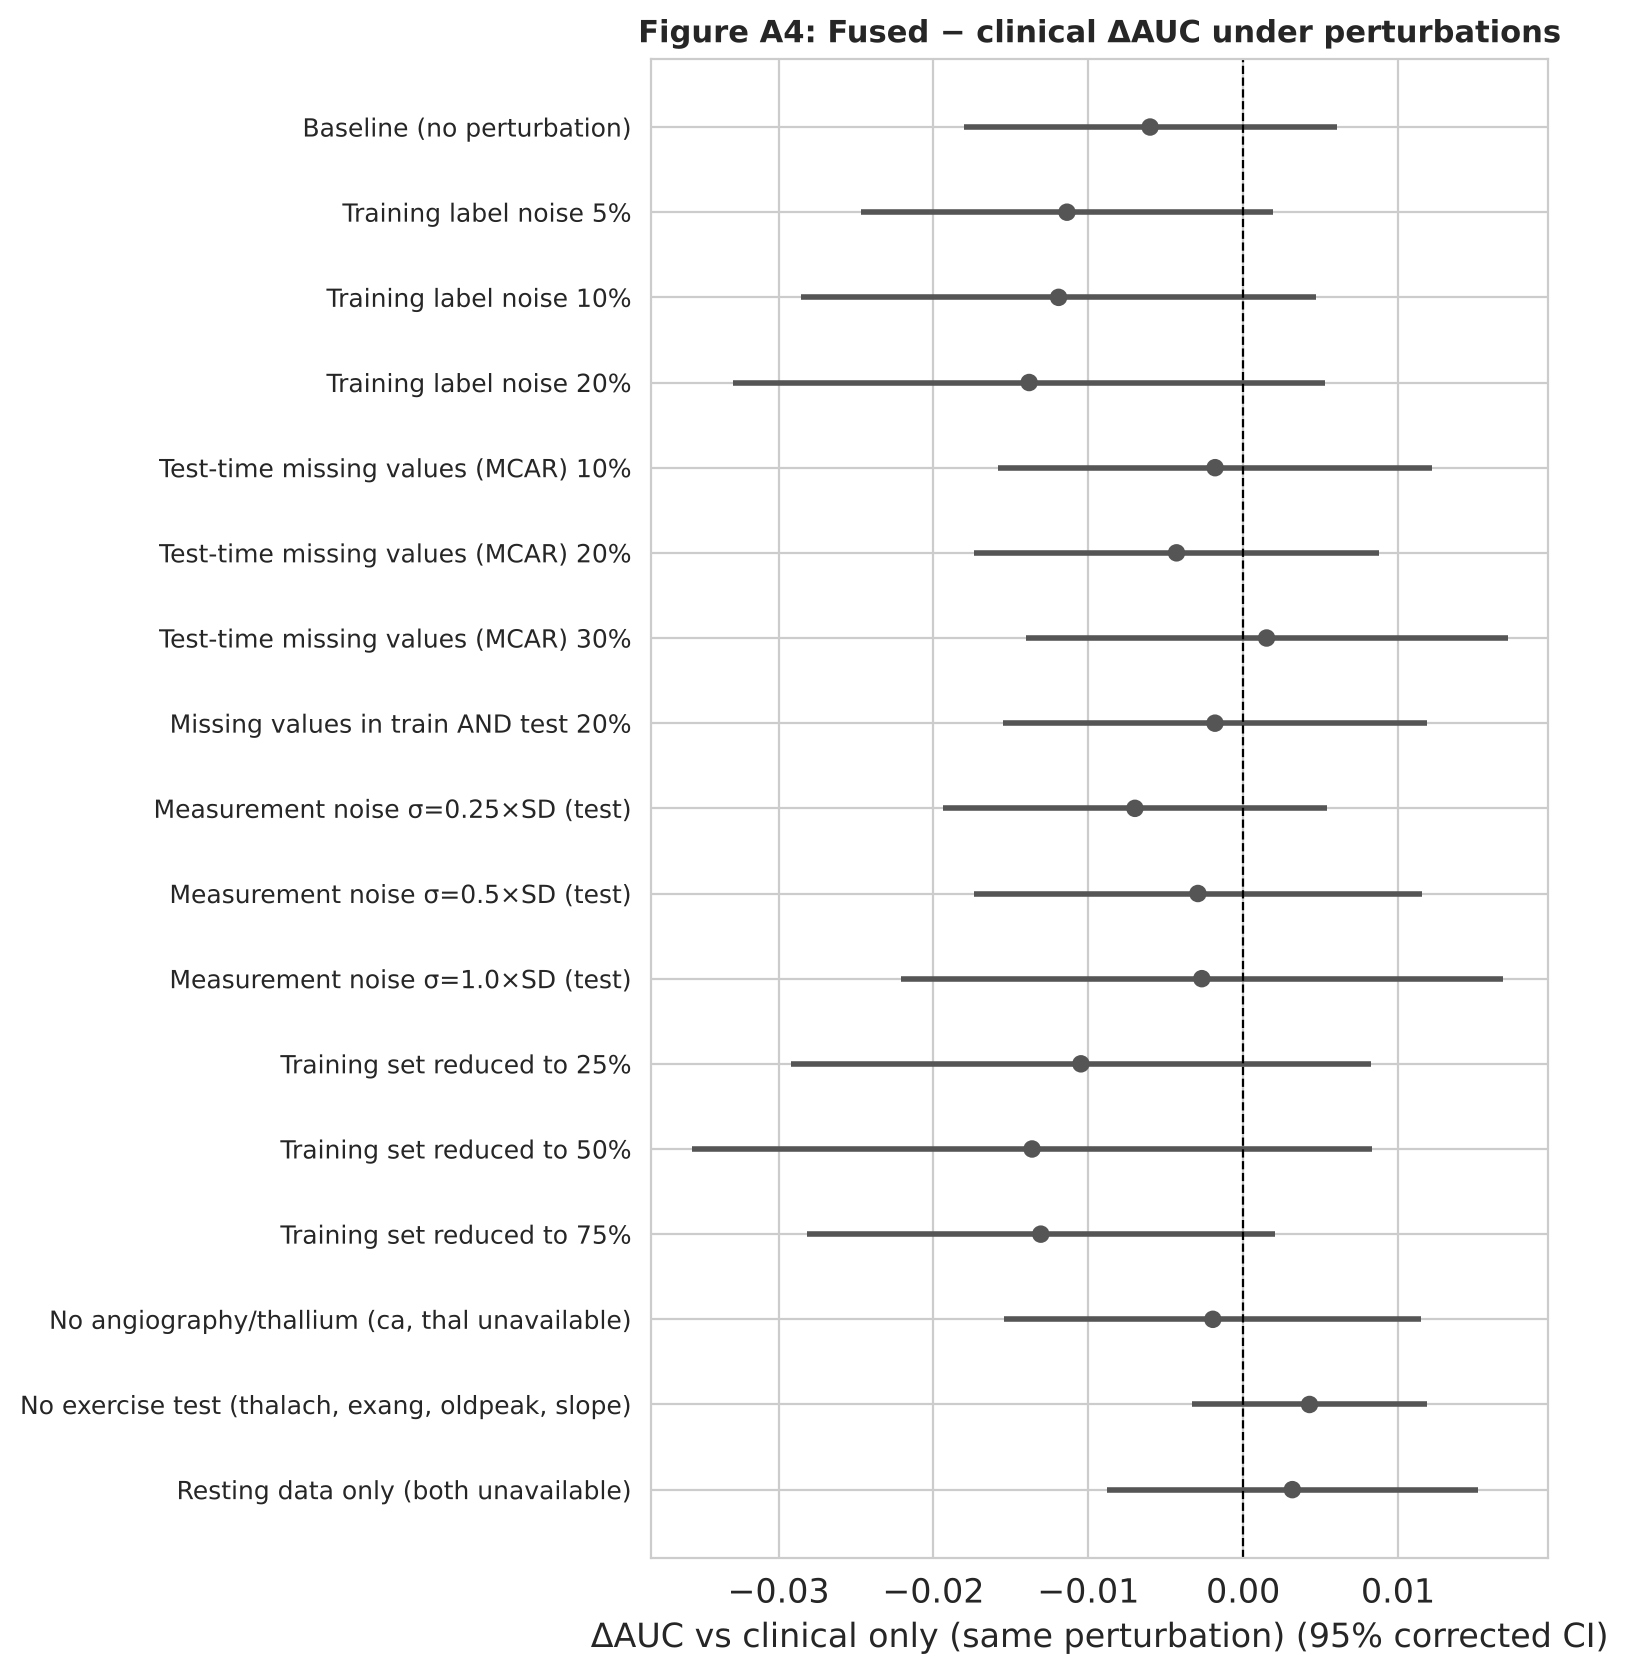 Figure A4: Fused − clinical ΔAUC under perturbations
Baseline (no perturbation)
Training label noise 5%
Training label noise 10%
Training label noise 20%
Test-time missing values (MCAR) 10%
Test-time missing values (MCAR) 20%
Test-time missing values (MCAR) 30%
Missing values in train AND test 20%
Measurement noise σ=0.25×SD (test)
Measurement noise σ=0.5×SD (test)
Measurement noise σ=1.0×SD (test)
Training set reduced to 25%
Training set reduced to 50%
Training set reduced to 75%
No angiography/thallium (ca, thal unavailable)
No exercise test (thalach, exang, oldpeak, slope)
Resting data only (both unavailable)
−0.03 −0.02 −0.01 0.00 0.01
ΔAUC vs clinical only (same perturbation) (95% corrected CI)